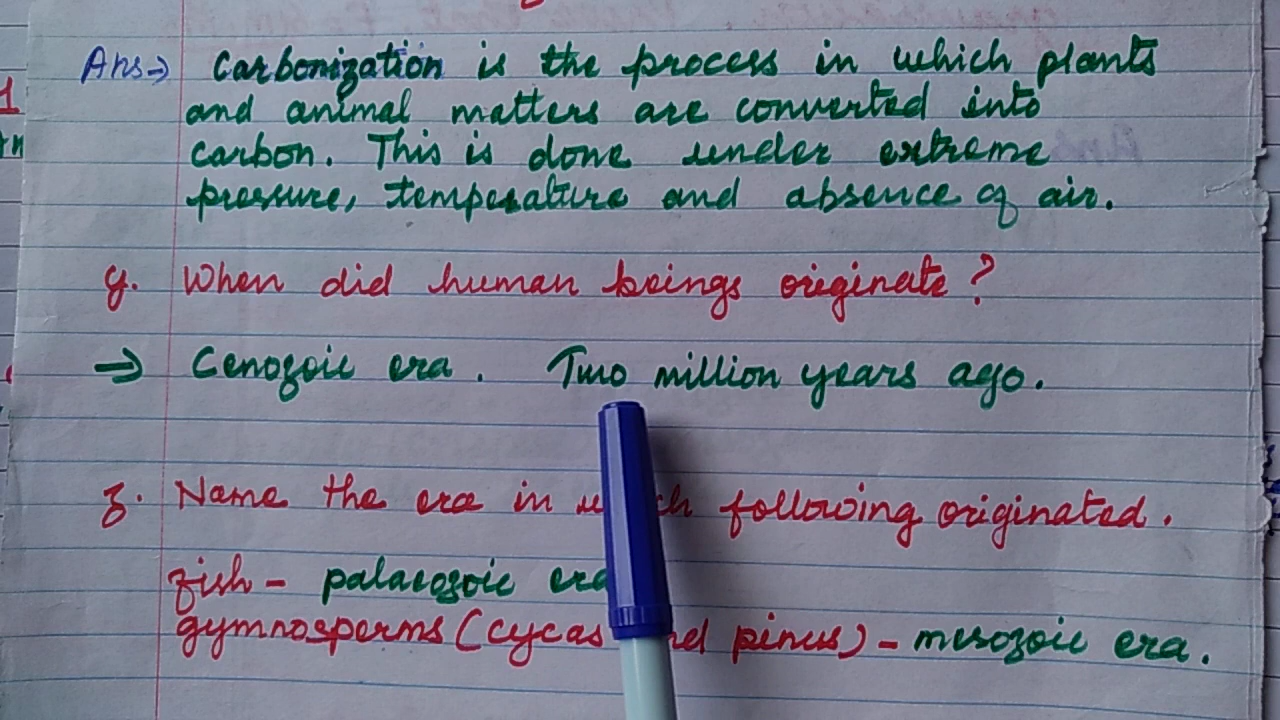 Ans→ Carbonization is the process in which plants
and animal matters are converted into
carbon. This is done under extreme
pressure, temperature and absence of air.
y. When did human beings originate?
⇒ Cenozoic era. Two million years ago.
z. Name the era in following originated.
fish - palaeozoic era
gymnosperms (cycas pinus) - mesozoic era.